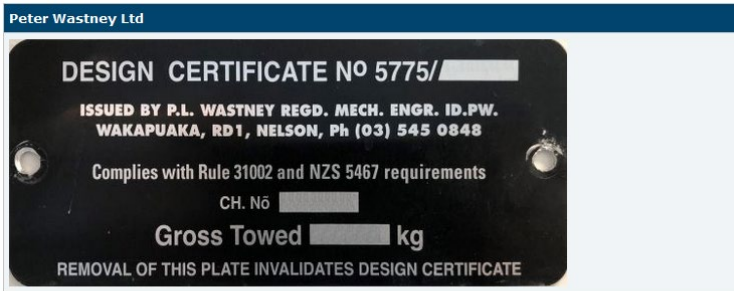 Peter Wastney Ltd
DESIGN CERTIFICATE Nº 5775/
ISSUED BY P.L. WASTNEY REGD. MECH. ENGR. ID.PW.
WAKAPUAKA, RD1, NELSON, Ph (03) 545 0848
Complies with Rule 31002 and NZS 5467 requirements
CH. Nō
Gross Towed kg
REMOVAL OF THIS PLATE INVALIDATES DESIGN CERTIFICATE